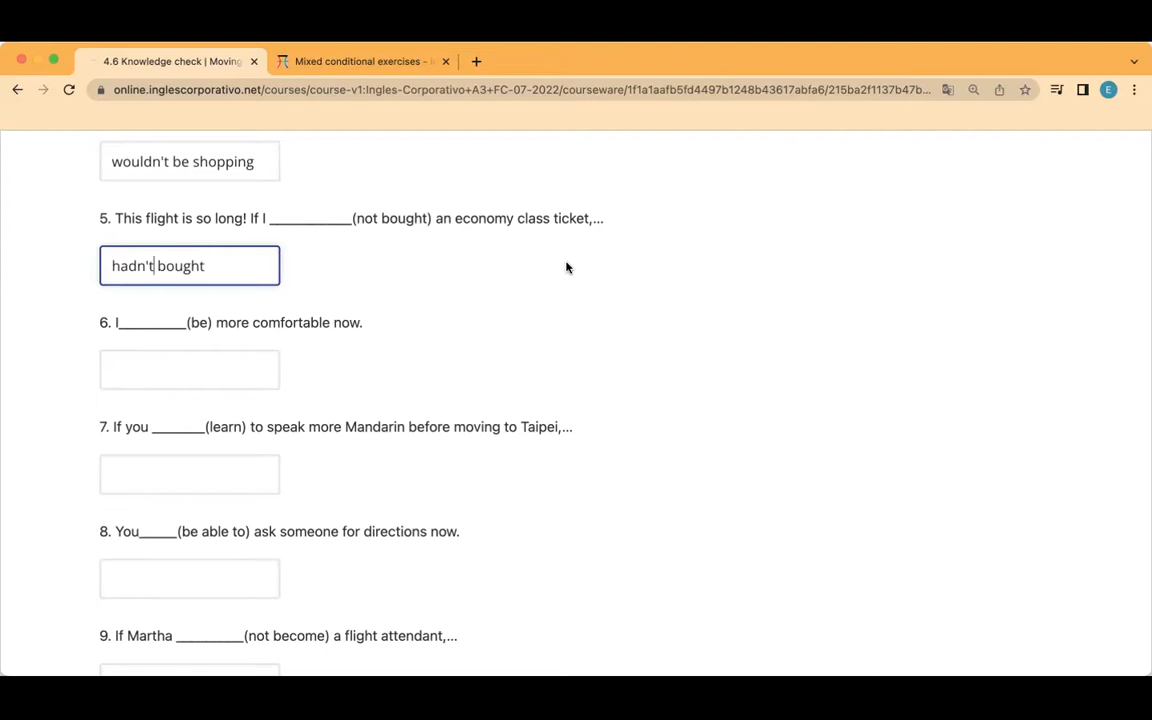 4.6 Knowledge check | Moving
Mixed conditional exercises -
online.inglescorporativo.net/courses/course-v1:Ingles-Corporativo+A3+FC-07-2022/courseware/1f1a1aafb5fd4497b1248b43617abfa6/215ba2f1137b47b...
E
wouldn't be shopping
5. This flight is so long! If I ___________(not bought) an economy class ticket,...
hadn't bought
6. I_________(be) more comfortable now.
7. If you _______(learn) to speak more Mandarin before moving to Taipei,...
8. You_____(be able to) ask someone for directions now.
9. If Martha _________(not become) a flight attendant,...